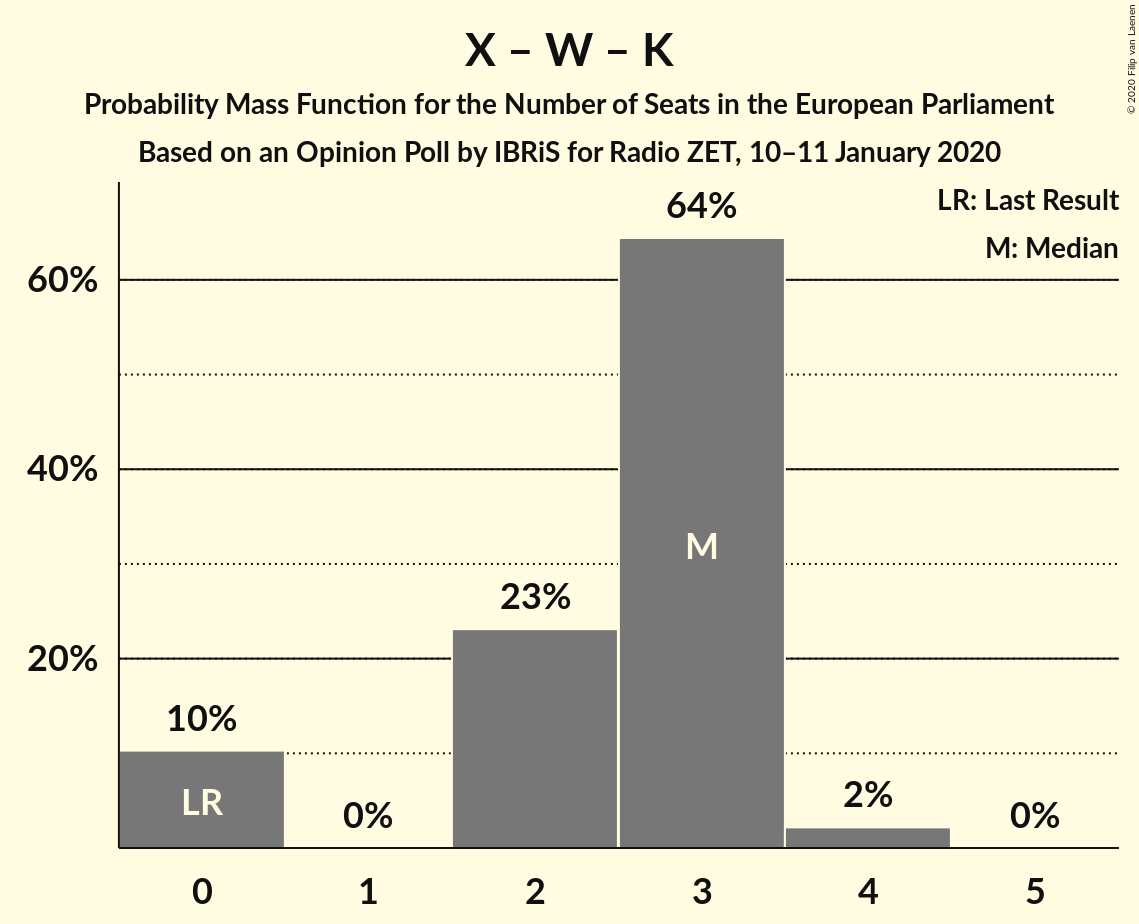 X – W – K
Probability Mass Function for the Number of Seats in the European Parliament
Based on an Opinion Poll by IBRiS for Radio ZET, 10–11 January 2020
© 2020 Filip van Laenen
LR: Last Result
M: Median
64%
60%
40%
M
23%
20%
10%
LR
0%
2%
0%
0 1 2 3 4 5